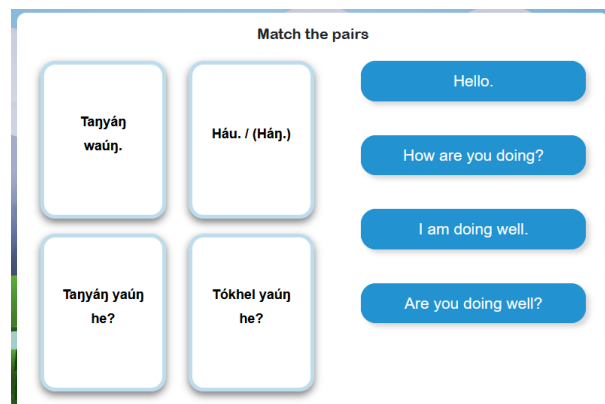 Match the pairs
Taŋyáŋ
waúŋ.
Háu. / (Háŋ.)
Taŋyáŋ yaúŋ
he?
Tókhel yaúŋ
he?
Hello.
How are you doing?
I am doing well.
Are you doing well?